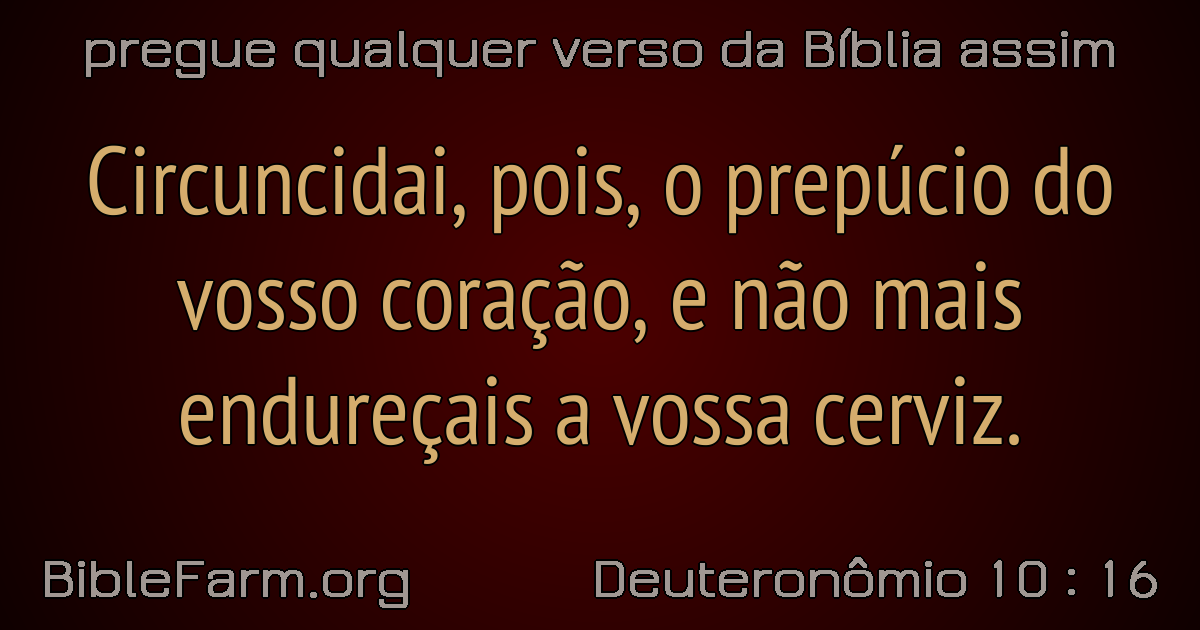 pregue qualquer verso da Bíblia assim
Circuncidai, pois, o prepúcio do
vosso coração, e não mais
endureçais a vossa cerviz.
BibleFarm.org
Deuteronômio 10 : 16